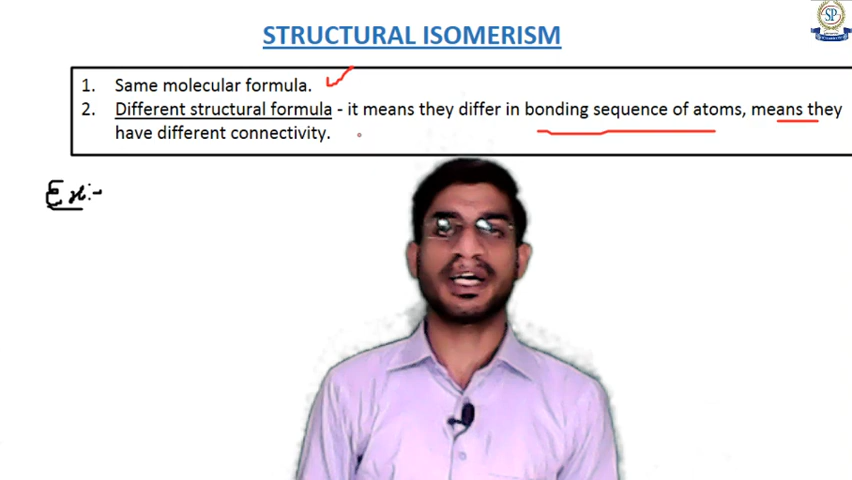 STRUCTURAL ISOMERISM
1. Same molecular formula.
2. Different structural formula - it means they differ in bonding sequence of atoms, means they
have different connectivity.
Ex:-
SP